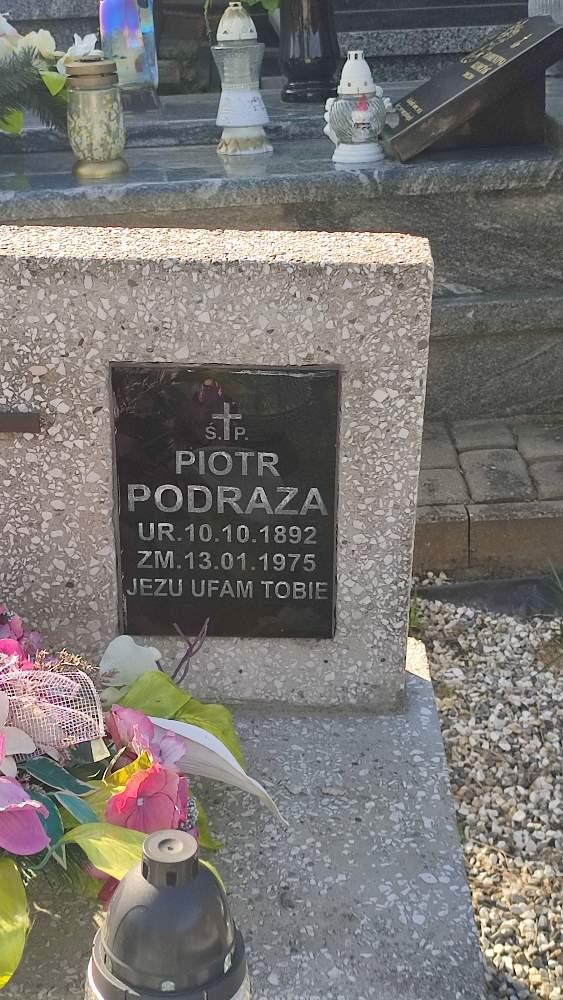 Ś.P.
PIOTR
PODRAZA
UR.10.10.1892
ZM.13.01.1975
JEZU UFAM TOBIE